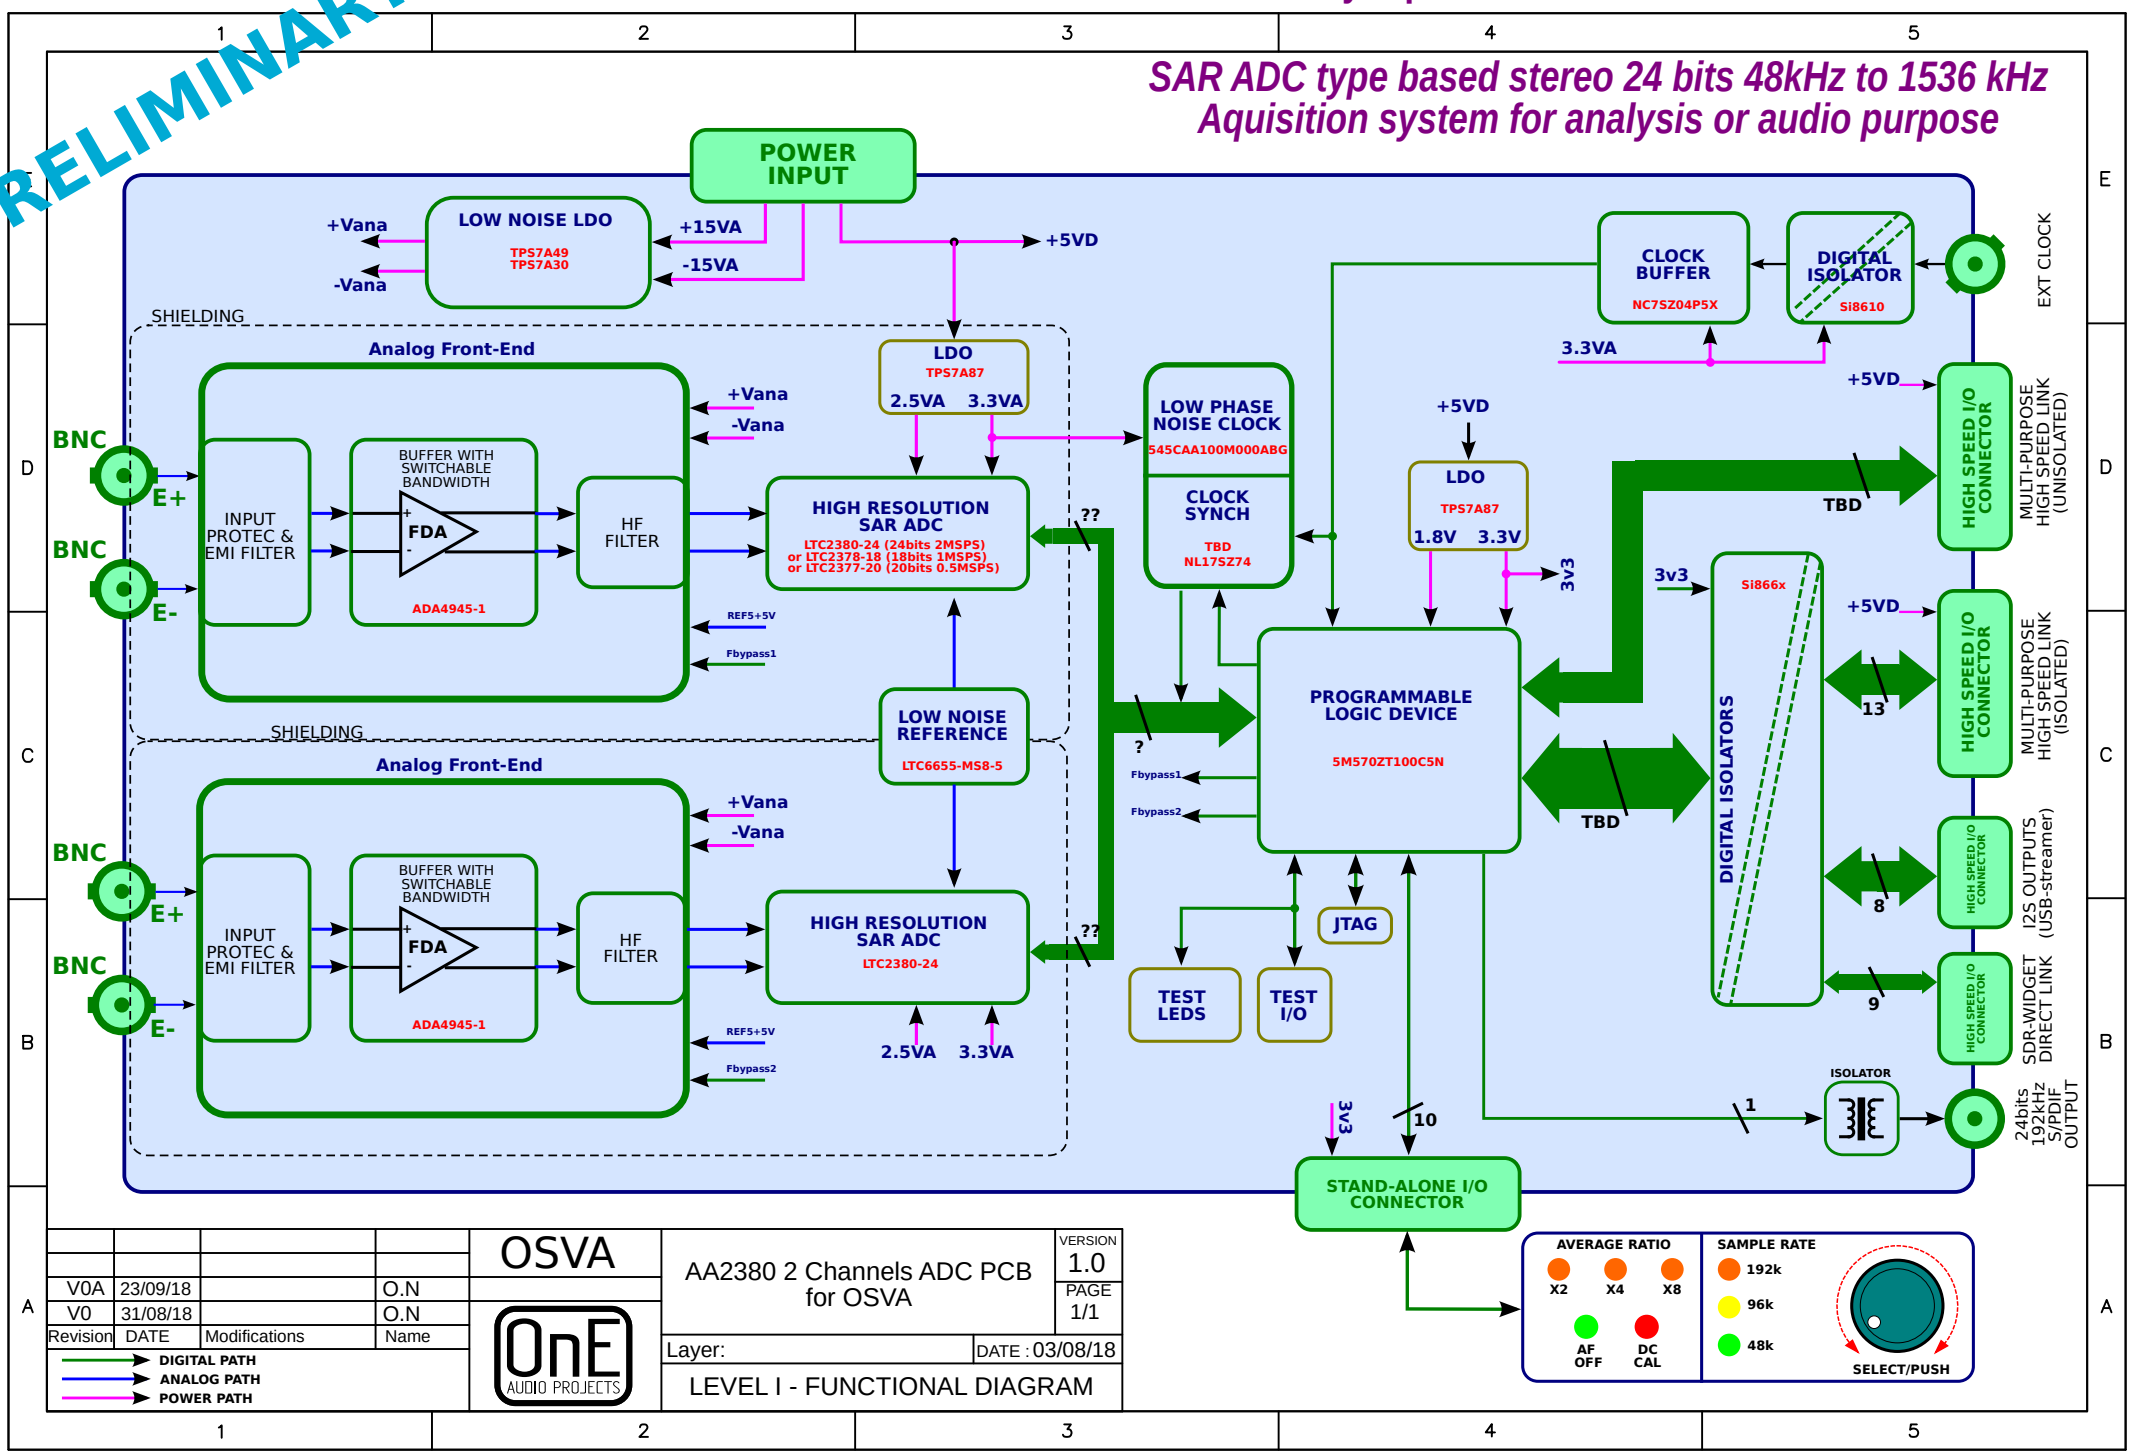 1
2
3
4
5
SAR ADC type based stereo 24 bits 48kHz to 1536 kHz
Aquisition system for analysis or audio purpose
POWER
INPUT
LOW NOISE LDO
TPS7A49
TPS7A30
+Vana
-Vana
+15VA
-15VA
+5VD
CLOCK
BUFFER
NC7SZ04P5X
DIGITAL
ISOLATOR
Si8610
EXT CLOCK
E
E
3.3VA
SHIELDING
Analog Front-End
LDO
TPS7A87
2.5VA
3.3VA
+Vana
-Vana
LOW PHASE
NOISE CLOCK
545CAA100M000ABG
CLOCK
SYNCH
TBD
NL17SZ74
+5VD
LDO
TPS7A87
1.8V
3.3V
3v3
+5VD
HIGH SPEED I/O
CONNECTOR
MULTI-PURPOSE
HIGH SPEED LINK
(UNISOLATED)
TBD
D
D
BNC
E+
BNC
E-
INPUT
PROTEC &
EMI FILTER
BUFFER WITH
SWITCHABLE
BANDWIDTH
+
FDA
-
ADA4945-1
HF
FILTER
HIGH RESOLUTION
SAR ADC
LTC2380-24 (24bits 2MSPS)
or LTC2378-18 (18bits 1MSPS)
or LTC2377-20 (20bits 0.5MSPS)
??
REF5+5V
Fbypass1
3v3
Si866x
DIGITAL ISOLATORS
+5VD
HIGH SPEED I/O
CONNECTOR
MULTI-PURPOSE
HIGH SPEED LINK
(ISOLATED)
13
C
C
LOW NOISE
REFERENCE
LTC6655-MS8-5
?
PROGRAMMABLE
LOGIC DEVICE
5M570ZT100C5N
Fbypass1
Fbypass2
TBD
SHIELDING
Analog Front-End
+Vana
-Vana
BNC
E+
BNC
E-
INPUT
PROTEC &
EMI FILTER
BUFFER WITH
SWITCHABLE
BANDWIDTH
+
FDA
-
ADA4945-1
HF
FILTER
HIGH RESOLUTION
SAR ADC
LTC2380-24
??
2.5VA
3.3VA
REF5+5V
Fbypass2
JTAG
TEST
LEDS
TEST
I/O
8
HIGH SPEED I/O
CONNECTOR
I2S OUTPUTS
(USB-streamer)
9
HIGH SPEED I/O
CONNECTOR
SDR-WIDGET
DIRECT LINK
B
B
3v3
10
1
ISOLATOR
24bits
192kHz
S/PDIF
OUTPUT
STAND-ALONE I/O
CONNECTOR
AVERAGE RATIO
X2
X4
X8
AF
OFF
DC
CAL
SAMPLE RATE
192k
96k
48k
SELECT/PUSH
A
A
V0A
23/09/18
O.N
V0
31/08/18
O.N
Revision
DATE
Modifications
Name
DIGITAL PATH
ANALOG PATH
POWER PATH
OSVA
OnE
AUDIO PROJECTS
AA2380 2 Channels ADC PCB
for OSVA
VERSION
1.0
PAGE
1/1
Layer:
DATE : 03/08/18
LEVEL I - FUNCTIONAL DIAGRAM
1
2
3
4
5
RELIMINAR